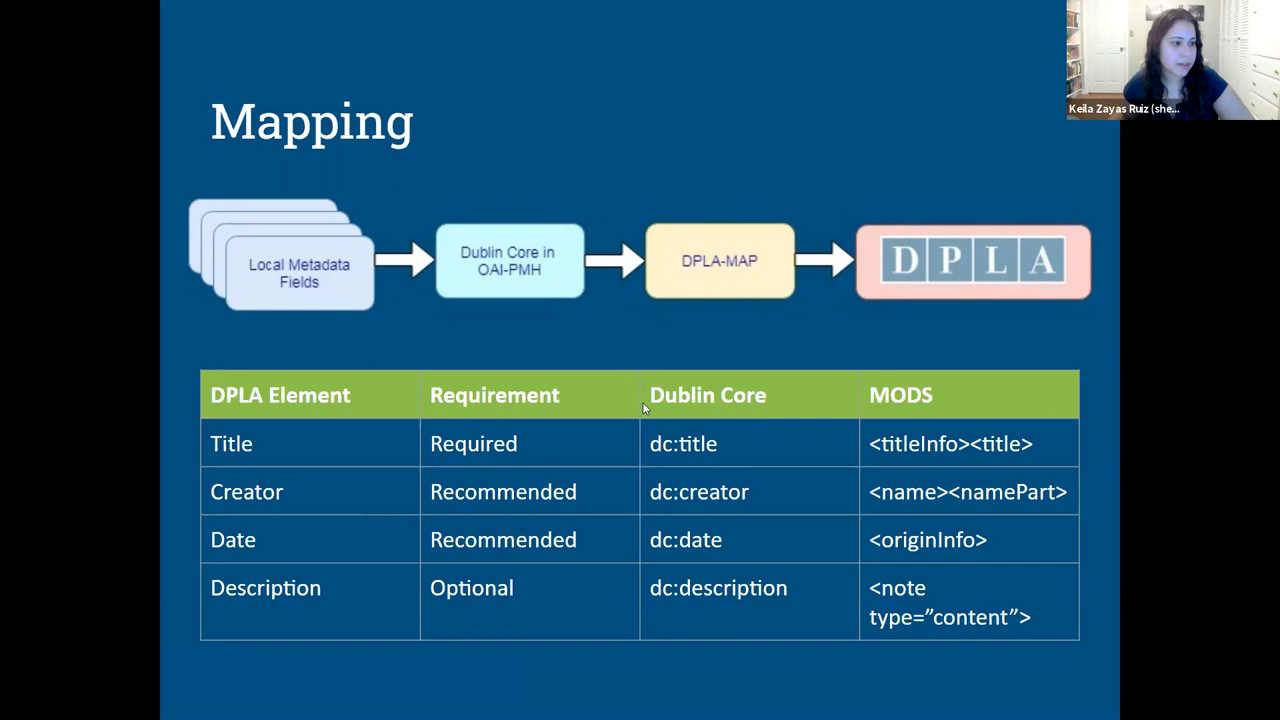 Keila Zayas Ruiz (she...
Mapping
Local Metadata
Fields
Dublin Core in
OAI-PMH
DPLA-MAP
DPLA
DPLA Element Requirement Dublin Core MODS
Title Required dc:title <titleInfo><title>
Creator Recommended dc:creator <name><namePart>
Date Recommended dc:date <originInfo>
Description Optional dc:description <note
type=”content”>